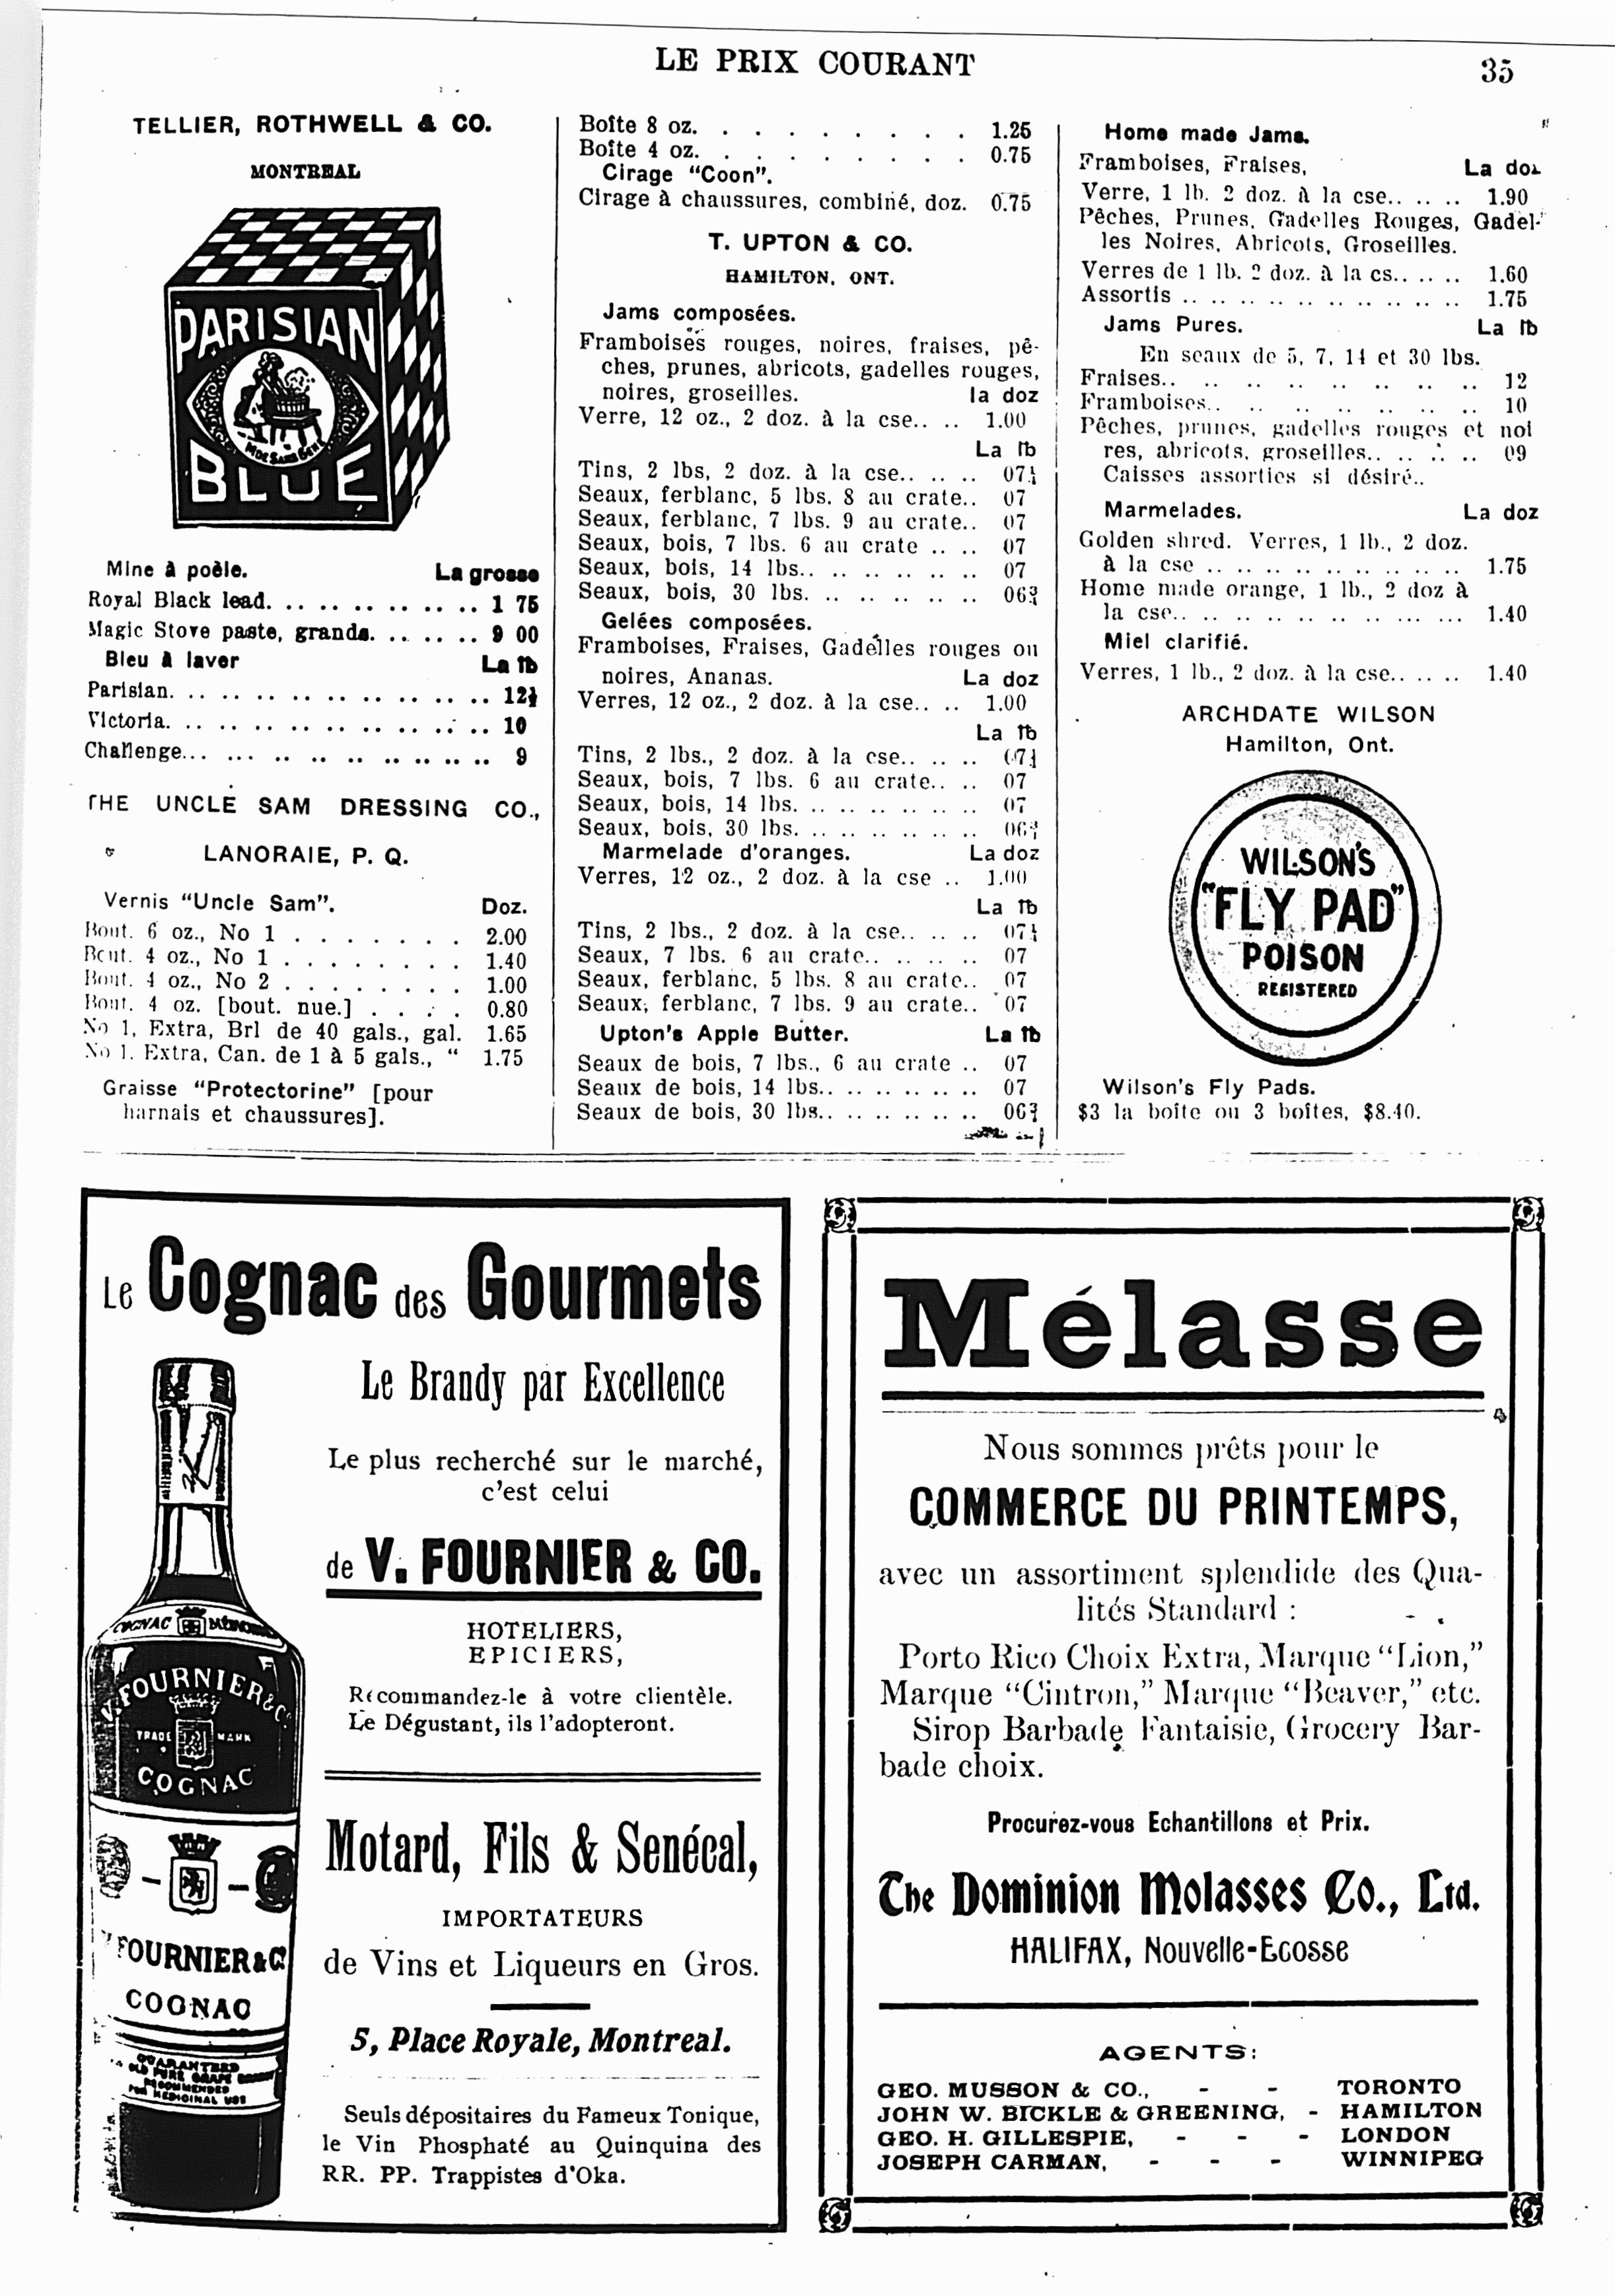 LE PRIX COURANT
35
TELLIER, ROTHWELL & CO.
MONTREAL
PARISIAN
BLUE
Mine à poêle. La grosse
Royal Black lead. .. .. .. .. .. .. .. 1 75
Magic Stove paste, grands. .. .. .. 9 00
Bleu à laver La lb
Parisian. .. .. .. .. .. .. .. .. .. .. 12½
Victoria. .. .. .. .. .. .. .. .. .. .. 10
Challenge... ... .. .. .. .. .. .. .. 9
THE UNCLE SAM DRESSING CO.,
LANORAIE, P. Q.
Vernis "Uncle Sam". Doz.
Bout. 6 oz., No 1 . . . . . . . 2.00
Bout. 4 oz., No 1 . . . . . . . . 1.40
Bout. 4 oz., No 2 . . . . . . . . 1.00
Bout. 4 oz. [bout. nue.] . . . . 0.80
No 1, Extra, Brl de 40 gals., gal. 1.65
No 1. Extra, Can. de 1 à 5 gals., " 1.75
Graisse "Protectorine" [pour
harnais et chaussures].
Boîte 8 oz. . . . . . . . . . 1.25
Boîte 4 oz. . . . . . . . . . 0.75
Cirage "Coon".
Cirage à chaussures, combiné, doz. 0.75
T. UPTON & CO.
HAMILTON, ONT.
Jams composées.
Framboises rouges, noires, fraises, pê-
ches, prunes, abricots, gadelles rouges,
noires, groseilles. la doz
Verre, 12 oz., 2 doz. à la cse.. .. 1.00
La lb
Tins, 2 lbs, 2 doz. à la cse.. .. .. 07½
Seaux, ferblanc, 5 lbs. 8 au crate.. 07
Seaux, ferblanc, 7 lbs. 9 au crate.. 07
Seaux, bois, 7 lbs. 6 au crate .. .. 07
Seaux, bois, 14 lbs.. .. .. .. .. .. 07
Seaux, bois, 30 lbs. .. .. .. .. .. 06¾
Gelées composées.
Framboises, Fraises, Gadelles rouges ou
noires, Ananas. La doz
Verres, 12 oz., 2 doz. à la cse.. .. 1.00
La lb
Tins, 2 lbs., 2 doz. à la cse.. .. .. 07½
Seaux, bois, 7 lbs. 6 au crate.. .. 07
Seaux, bois, 14 lbs. .. .. .. .. .. 07
Seaux, bois, 30 lbs. .. .. .. .. .. 06¾
Marmelade d'oranges. La doz
Verres, 12 oz., 2 doz. à la cse .. 1.00
La lb
Tins, 2 lbs., 2 doz. à la cse.. .. .. 07½
Seaux, 7 lbs. 6 au crate.. .. .. .. 07
Seaux, ferblanc, 5 lbs. 8 au crate.. 07
Seaux, ferblanc, 7 lbs. 9 au crate.. 07
Upton's Apple Butter. La lb
Seaux de bois, 7 lbs., 6 au crate .. 07
Seaux de bois, 14 lbs.. .. .. .. .. 07
Seaux de bois, 30 lbs.. .. .. .. .. 06¾
Home made Jams.
Framboises, Fraises, La doz
Verre, 1 lb. 2 doz. à la cse.. .. .. 1.90
Pêches, Prunes, Gadelles Rouges, Gadel-
les Noires, Abricots, Groseilles.
Verres de 1 lb. 2 doz. à la cs.. .. .. 1.60
Assortis .. .. .. .. .. .. .. .. .. .. 1.75
Jams Pures. La lb
En seaux de 5, 7, 14 et 30 lbs.
Fraises.. .. .. .. .. .. .. .. 12
Framboises.. .. .. .. .. .. .. 10
Pêches, prunes, gadelles rouges et noi
res, abricots, groseilles.. .. .. .. 09
Caisses assorties si désiré..
Marmelades. La doz
Golden shred. Verres, 1 lb., 2 doz.
à la cse .. .. .. .. .. .. .. .. .. 1.75
Home made orange, 1 lb., 2 doz à
la cse.. .. .. .. .. .. .. .. ... ... 1.40
Miel clarifié.
Verres, 1 lb., 2 doz. à la cse.. .. .. 1.40
ARCHDATE WILSON
Hamilton, Ont.
WILSON'S
"FLY PAD"
POISON
REGISTERED
Wilson's Fly Pads.
$3 la boîte ou 3 boîtes, $8.40.
Le Cognac des Gourmets
Le Brandy par Excellence
Le plus recherché sur le marché,
c'est celui
de V. FOURNIER & CO.
HOTELIERS,
EPICIERS,
Recommandez-le à votre clientèle.
Le Dégustant, ils l'adopteront.
Motard, Fils & Senécal,
IMPORTATEURS
de Vins et Liqueurs en Gros.
5, Place Royale, Montreal.
Seuls dépositaires du Fameux Tonique,
le Vin Phosphaté au Quinquina des
RR. PP. Trappistes d'Oka.
COGNAC
V. FOURNIER & Co.
TRADE MARK
COGNAC
V FOURNIER & Co
COGNAC
GUARANTEED
OLD PURE GRAPE BRANDY
RECOMMENDED
FOR MEDICINAL USE
Mélasse
Nous sommes prêts pour le
COMMERCE DU PRINTEMPS,
avec un assortiment splendide des Qua-
lités Standard :
Porto Rico Choix Extra, Marque "Lion,"
Marque "Cintron," Marque "Beaver," etc.
Sirop Barbade Fantaisie, Grocery Bar-
bade choix.
Procurez-vous Echantillons et Prix.
The Dominion Molasses Co., Ltd.
HALIFAX, Nouvelle-Ecosse
AGENTS:
GEO. MUSSON & CO., - - TORONTO
JOHN W. BICKLE & GREENING, - HAMILTON
GEO. H. GILLESPIE, - - - LONDON
JOSEPH CARMAN, - - - WINNIPEG